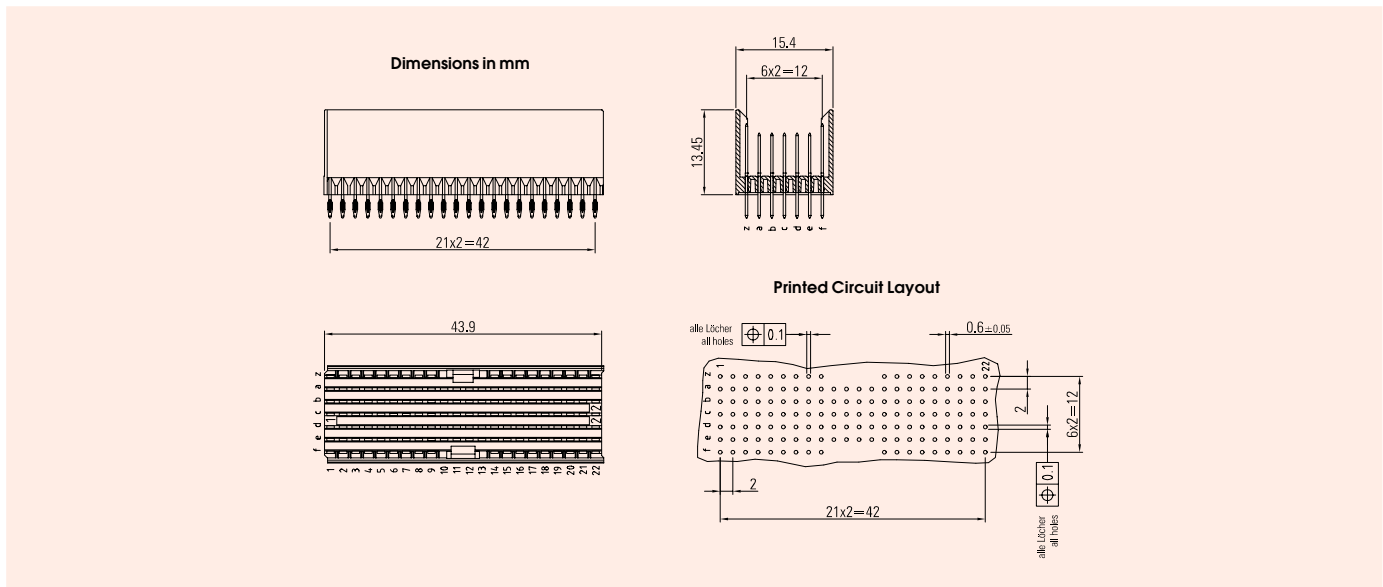 Dimensions in mm
15.4
6x2=12
13.45
21x2=42
z a b c d e f
Printed Circuit Layout
43.9
z
a
b
c
d
e
f
1
22
1 2 3 4 5 6 7 8 9 10 11 12 13 14 15 16 17 18 19 20 21 22
alle Löcher
all holes
0.1
0.6±0.05
1
22
z
a
b
c
d
e
f
2
6x2=12
2
21x2=42
0.1
alle Löcher
all holes